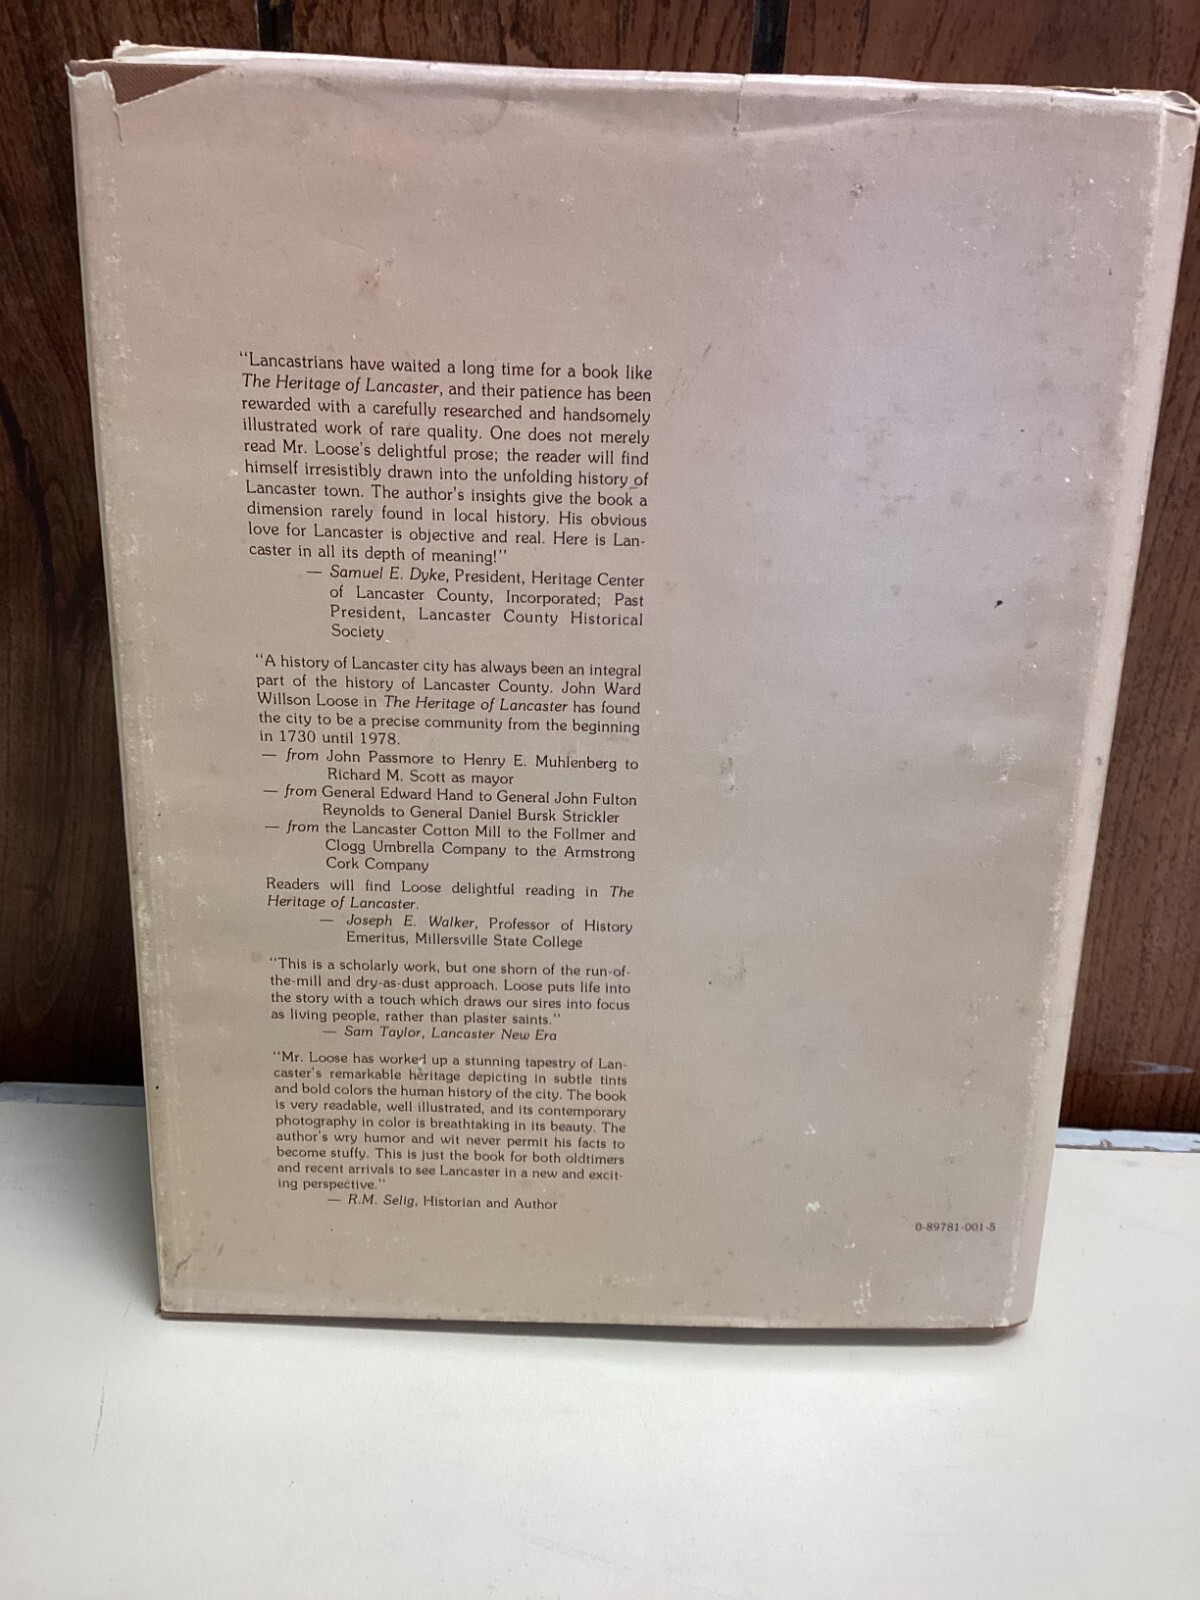 “Lancastrians have waited a long time for a book like
The Heritage of Lancaster, and their patience has been
rewarded with a carefully researched and handsomely
illustrated work of rare quality. One does not merely
read Mr. Loose's delightful prose; the reader will find
himself irresistibly drawn into the unfolding history of
Lancaster town. The author's insights give the book a
dimension rarely found in local history. His obvious
love for Lancaster is objective and real. Here is Lan-
caster in all its depth of meaning!”
— Samuel E. Dyke, President, Heritage Center
of Lancaster County, Incorporated; Past
President, Lancaster County Historical
Society
“A history of Lancaster city has always been an integral
part of the history of Lancaster County. John Ward
Willson Loose in The Heritage of Lancaster has found
the city to be a precise community from the beginning
in 1730 until 1978.
— from John Passmore to Henry E. Muhlenberg to
Richard M. Scott as mayor
— from General Edward Hand to General John Fulton
Reynolds to General Daniel Bursk Strickler
— from the Lancaster Cotton Mill to the Follmer and
Clogg Umbrella Company to the Armstrong
Cork Company
Readers will find Loose delightful reading in The
Heritage of Lancaster.
— Joseph E. Walker, Professor of History
Emeritus, Millersville State College
“This is a scholarly work, but one shorn of the run-of-
the-mill and dry-as-dust approach. Loose puts life into
the story with a touch which draws our sires into focus
as living people, rather than plaster saints.”
— Sam Taylor, Lancaster New Era
“Mr. Loose has worked up a stunning tapestry of Lan-
caster's remarkable heritage depicting in subtle tints
and bold colors the human history of the city. The book
is very readable, well illustrated, and its contemporary
photography in color is breathtaking in its beauty. The
author's wry humor and wit never permit his facts to
become stuffy. This is just the book for both oldtimers
and recent arrivals to see Lancaster in a new and excit-
ing perspective.”
— R.M. Selig, Historian and Author
0-89781-001-5